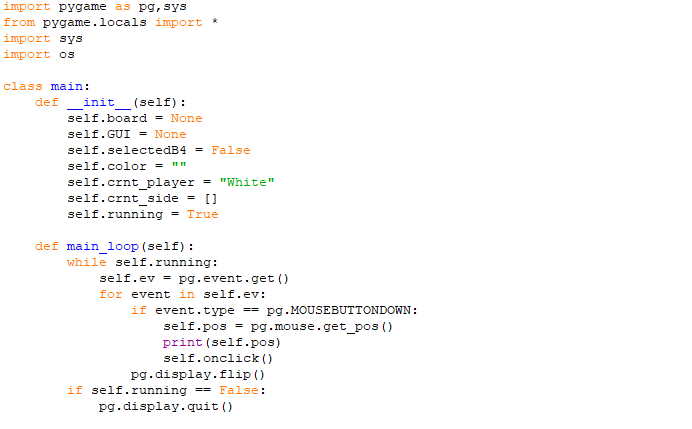 import pygame as pg,sys
from pygame.locals import *
import sys
import os

class main:
    def __init__(self):
        self.board = None
        self.GUI = None
        self.selectedB4 = False
        self.color = ""
        self.crnt_player = "White"
        self.crnt_side = []
        self.running = True

    def main_loop(self):
        while self.running:
            self.ev = pg.event.get()
            for event in self.ev:
                if event.type == pg.MOUSEBUTTONDOWN:
                    self.pos = pg.mouse.get_pos()
                    print(self.pos)
                    self.onclick()
                pg.display.flip()
        if self.running == False:
            pg.display.quit()